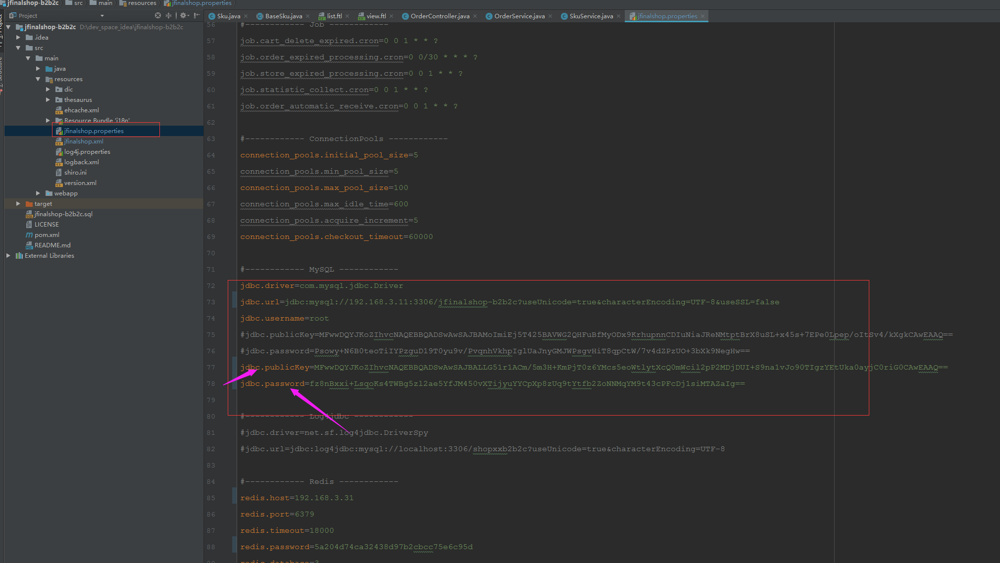 jfinalshop-b2b2c src main resources jfinalshop.properties
Project
Sku.java BaseSku.java list.ftl view.ftl OrderController.java OrderService.java SkuService.java jfinalshop.properties
jfinalshop-b2b2c D:\dev_space_idea\jfinalshop-b2b2c
.idea
src
main
java
resources
dic
thesaurus
ehcache.xml
Resource Bundle 'i18n'
jfinalshop.properties
jfinalshop.xml
log4j.properties
logback.xml
shiro.ini
version.xml
webapp
target
jfinalshop-b2b2c.sql
LICENSE
pom.xml
README.md
External Libraries
56 #------------ Job ------------
57 job.cart_delete_expired.cron=0 0 1 * * ?
58 job.order_expired_processing.cron=0 0/30 * * * ?
59 job.store_expired_processing.cron=0 0 1 * * ?
60 job.statistic_collect.cron=0 0 1 * * ?
61 job.order_automatic_receive.cron=0 0 1 * * ?
62
63 #------------ ConnectionPools ------------
64 connection_pools.initial_pool_size=5
65 connection_pools.min_pool_size=5
66 connection_pools.max_pool_size=100
67 connection_pools.max_idle_time=600
68 connection_pools.acquire_increment=5
69 connection_pools.checkout_timeout=60000
70
71 #------------ MySQL ------------
72 jdbc.driver=com.mysql.jdbc.Driver
73 jdbc.url=jdbc:mysql://192.168.3.11:3306/jfinalshop-b2b2c?useUnicode=true&characterEncoding=UTF-8&useSSL=false
74 jdbc.username=root
75 #jdbc.publicKey=MFwwDQYJKoZIhvcNAQEBBQADSwAwSAJBAMoImiEj5T425BAVWG2QHFuBfMyODx9KrhupnnCDIuNiaJReNMtptBrX8uSL+x45s+7EPe0Lpep/oItSv4/kXgkCAwEAAQ==
76 #jdbc.password=Psowy+N6B0teoTiIYPzguD19T0yu9v/PvqnhVkhpIglUaJnyGMJWPsgvHiT8qpCtW/7v4dZPzUO+3bXk9NegHw==
77 jdbc.publicKey=MFwwDQYJKoZIhvcNAQEBBQADSwAwSAJBALLG51r1ACm/5m3H+KmPjT0z6YMcs5eoWtlytXcQ0mWcil2pP2MDjDUI+S9na1vJo90TIgzYEtUka0ayjC0riG0CAwEAAQ==
78 jdbc.password=fz8nBxxi+LsqoKs4TWBg5zl2ae5YfJM450vXTijyuYYCpXp8zUq9tYtfb2ZoNNMqYM9t43cPFcDj1siMTAZaIg==
79
80 #------------ Log4jdbc ------------
81 #jdbc.driver=net.sf.log4jdbc.DriverSpy
82 #jdbc.url=jdbc:log4jdbc:mysql://localhost:3306/shopxxb2b2c?useUnicode=true&characterEncoding=UTF-8
83
84 #------------ Redis ------------
85 redis.host=192.168.3.31
86 redis.port=6379
87 redis.timeout=18000
88 redis.password=5a204d74ca32438d97b2cbcc75e6c95d